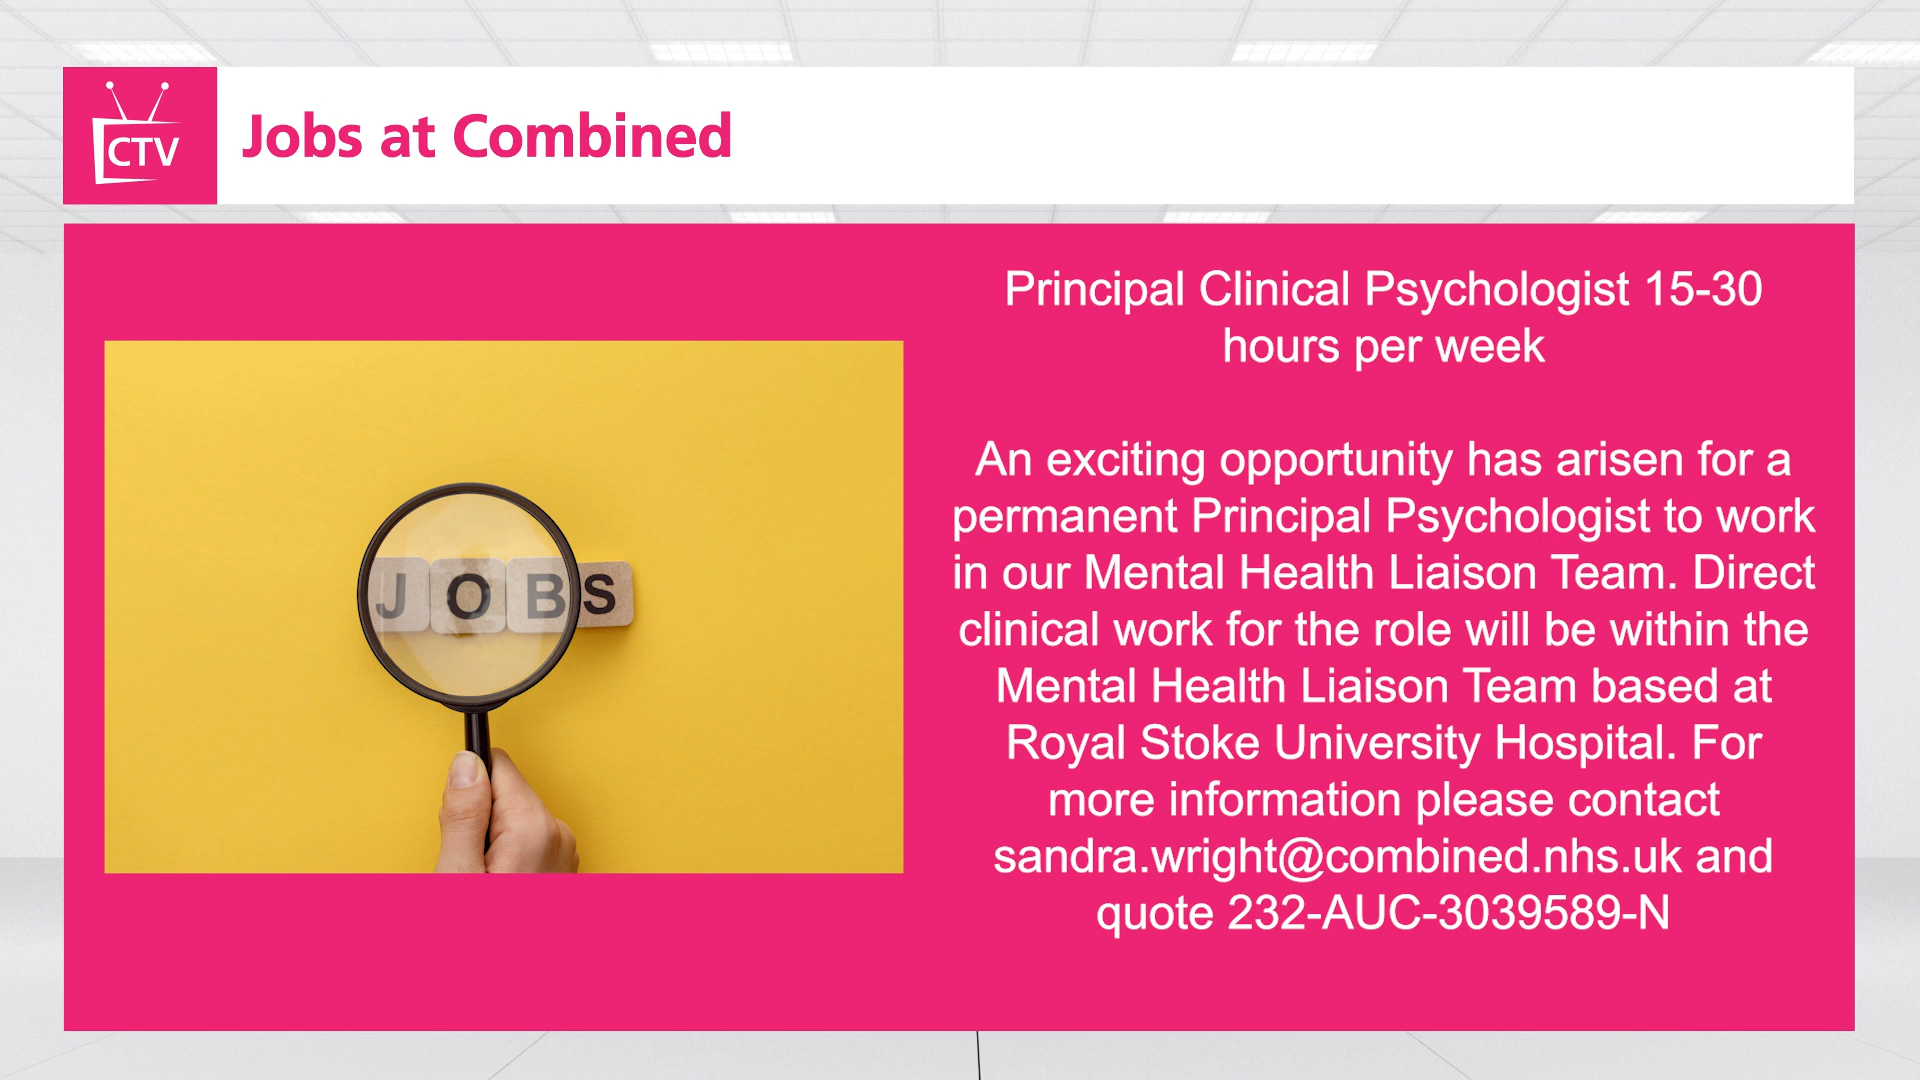 CTV
Jobs at Combined
JOBS
Principal Clinical Psychologist 15-30
hours per week
An exciting opportunity has arisen for a
permanent Principal Psychologist to work
in our Mental Health Liaison Team. Direct
clinical work for the role will be within the
Mental Health Liaison Team based at
Royal Stoke University Hospital. For
more information please contact
sandra.wright@combined.nhs.uk and
quote 232-AUC-3039589-N